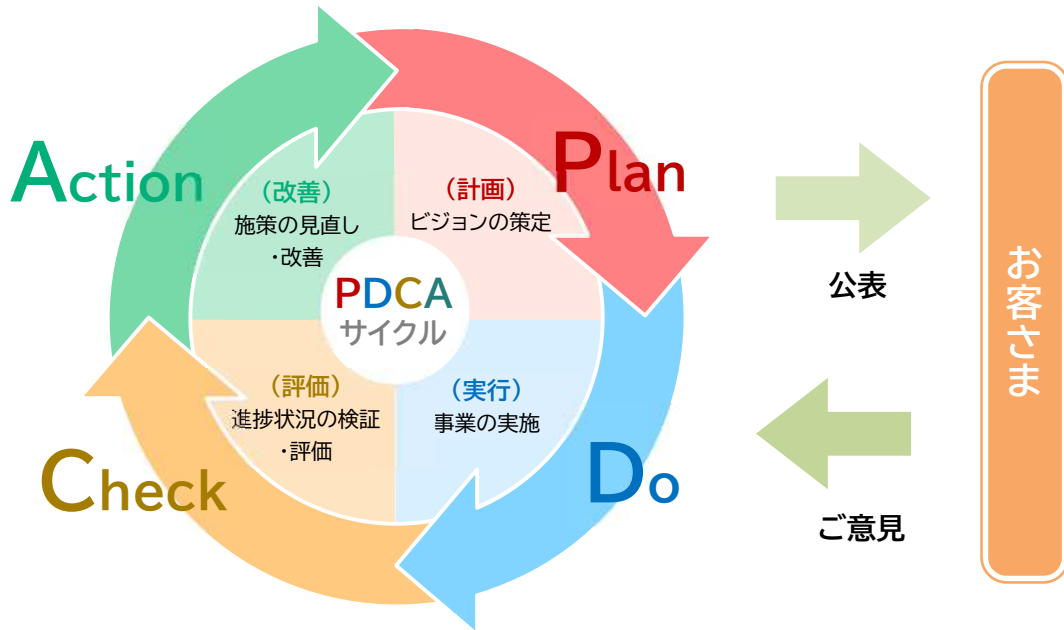 Action
Plan
（改善）
施策の見直し
・改善
（計画）
ビジョンの策定
PDCA
サイクル
（評価）
進捗状況の検証
・評価
（実行）
事業の実施
Check
Do
公表
ご意見
お客さま